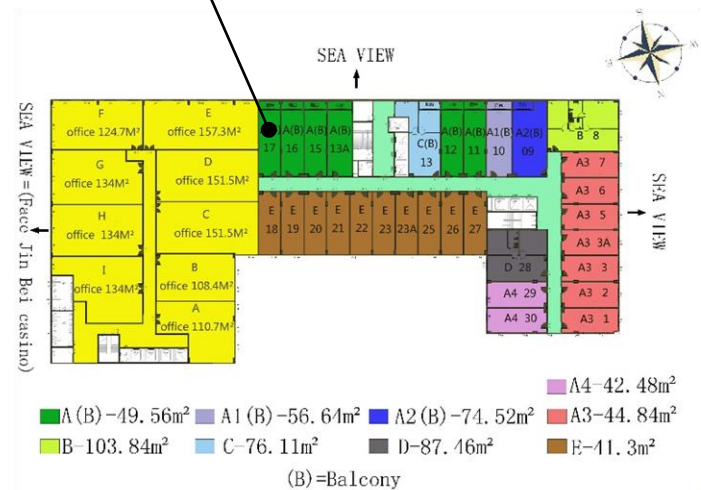 SEA VIEW
SEA VIEW=(Face Jin Bei casino)
F
office 124.7M²
E
office 157.3M²
G
office 134M²
D
office 151.5M²
H
office 134M²
C
office 151.5M²
I
office 134M²
B
office 108.4M²
A
office 110.7M²
17
A(B)
16
A(B)
15
A(B)
13A
C(B)
13
A(B)
12
A(B)
11
A1(B)
10
A2(B)
09
B 8
E
18
E
19
E
20
E
21
E
22
E
23
E
23A
E
25
E
26
E
27
A3 7
A3 6
A3 5
A3 3A
A3 3
A3 2
A3 1
D 28
A4 29
A4 30
SEA VIEW
A4-42.48m²
A(B)-49.56m² A1(B)-56.64m² A2(B)-74.52m² A3-44.84m²
B-103.84m² C-76.11m² D-87.46m² E-41.3m²
(B)=Balcony